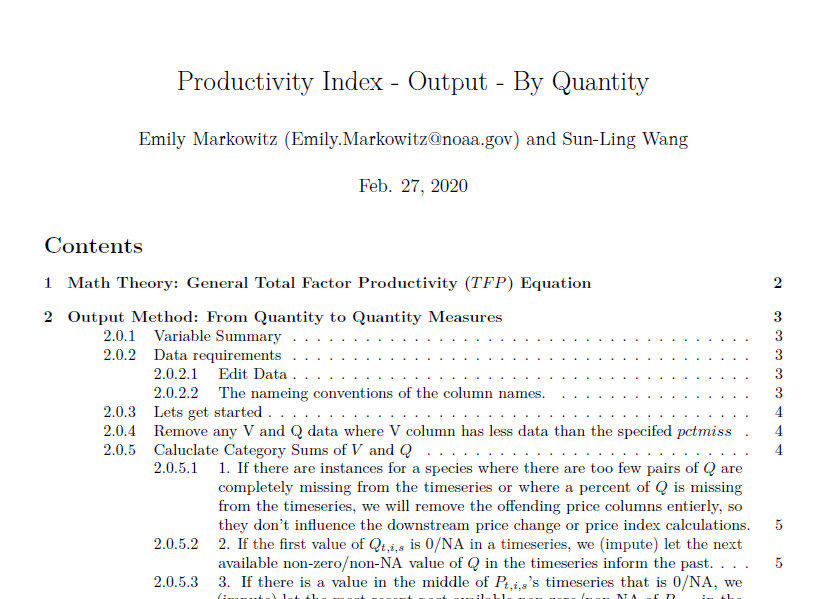 Productivity Index - Output - By Quantity
Emily Markowitz (Emily.Markowitz@noaa.gov) and Sun-Ling Wang
Feb. 27, 2020
Contents
1 Math Theory: General Total Factor Productivity (TFP) Equation 2
2 Output Method: From Quantity to Quantity Measures 3
2.0.1 Variable Summary . . . . . . . . . . . . . . . . . . . . . . . . . . . . . . . . . . . . . . 3
2.0.2 Data requirements . . . . . . . . . . . . . . . . . . . . . . . . . . . . . . . . . . . . . . 3
2.0.2.1 Edit Data . . . . . . . . . . . . . . . . . . . . . . . . . . . . . . . . . . . . . . 3
2.0.2.2 The nameing conventions of the column names. . . . . . . . . . . . . . . . . 3
2.0.3 Lets get started . . . . . . . . . . . . . . . . . . . . . . . . . . . . . . . . . . . . . . . . 4
2.0.4 Remove any V and Q data where V column has less data than the specifed pctmiss . 4
2.0.5 Caluclate Category Sums of V and Q . . . . . . . . . . . . . . . . . . . . . . . . . . . 4
2.0.5.1 1. If there are instances for a species where there are too few pairs of Q are
completely missing from the timeseries or where a percent of Q is missing
from the timeseries, we will remove the offending price columns entierly, so
they don't influence the downstream price change or price index calculations. 5
2.0.5.2 2. If the first value of Qt,i,s is 0/NA in a timeseries, we (impute) let the next
available non-zero/non-NA value of Q in the timeseries inform the past. . . . 5
2.0.5.3 3. If there is a value in the middle of Pt,i,s's timeseries that is 0/NA, we